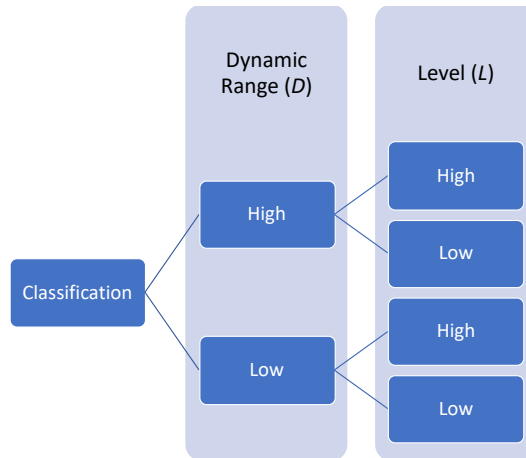 Dynamic
Range (D)
Level (L)
High
High
Low
Classification
High
Low
Low